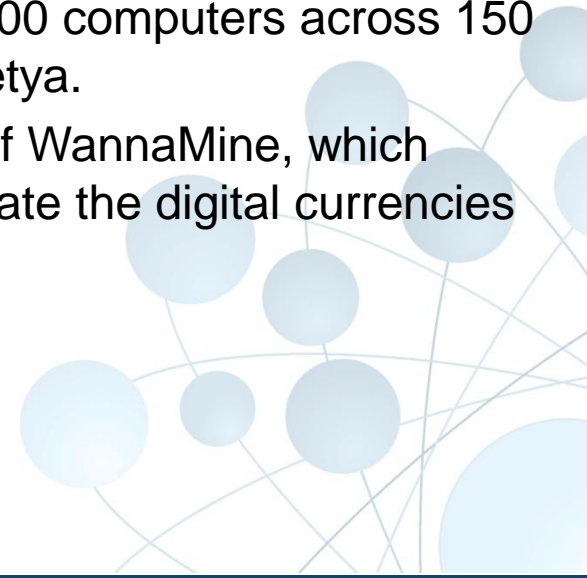 00 computers across 150
etya.
f WannaMine, which
ate the digital currencies